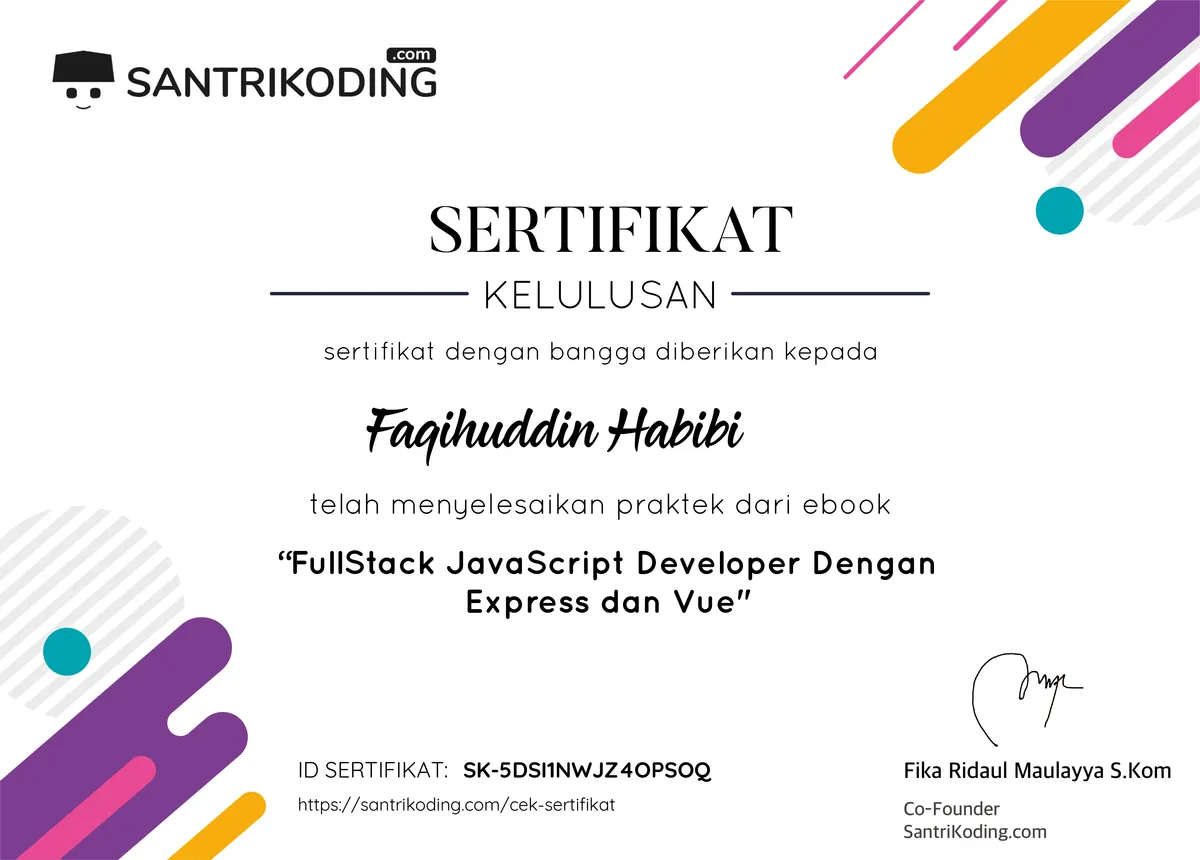 .com
SANTRIKODING
SERTIFIKAT
KELULUSAN
sertifikat dengan bangga diberikan kepada
Faqihuddin Habibi
telah menyelesaikan praktek dari ebook
“FullStack JavaScript Developer Dengan
Express dan Vue"
ID SERTIFIKAT: SK-5DSI1NWJZ4OPSOQ
https://santrikoding.com/cek-sertifikat
Fika Ridaul Maulayya S.Kom
Co-Founder
SantriKoding.com